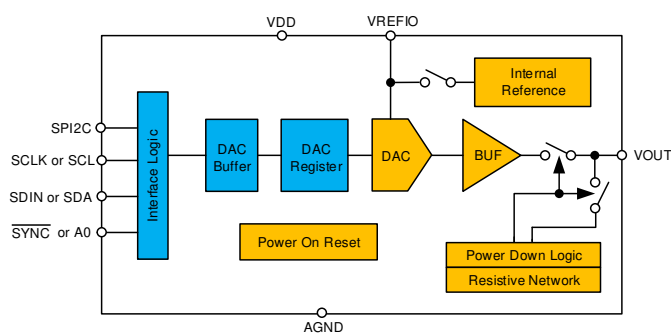 VDD
VREFIO
Internal
Reference
SPI2C
SCLK or SCL
SDIN or SDA
SYNC or A0
Interface Logic
DAC
Buffer
DAC
Register
DAC
BUF
VOUT
Power On Reset
Power Down Logic
Resistive Network
AGND